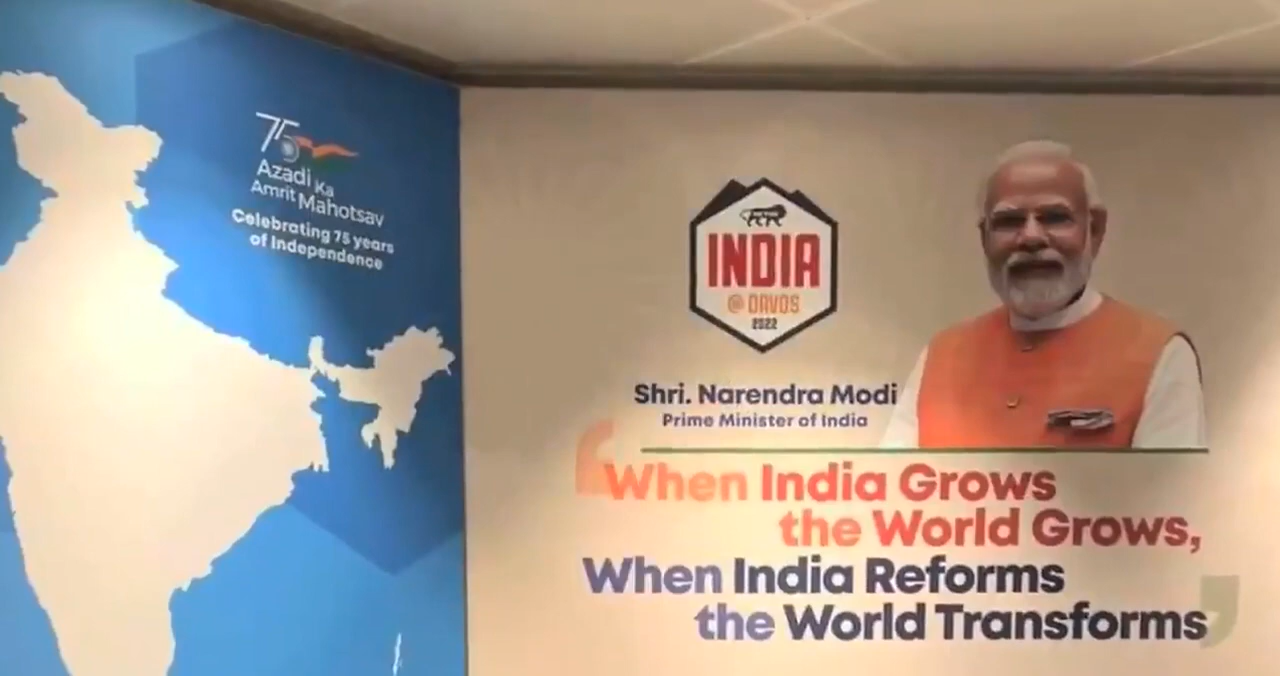 75
Azadi Ka
Amrit Mahotsav
Celebrating 75 years
of Independence
INDIA
@ DAVOS
2022
Shri. Narendra Modi
Prime Minister of India
“When India Grows
the World Grows,
When India Reforms
the World Transforms”